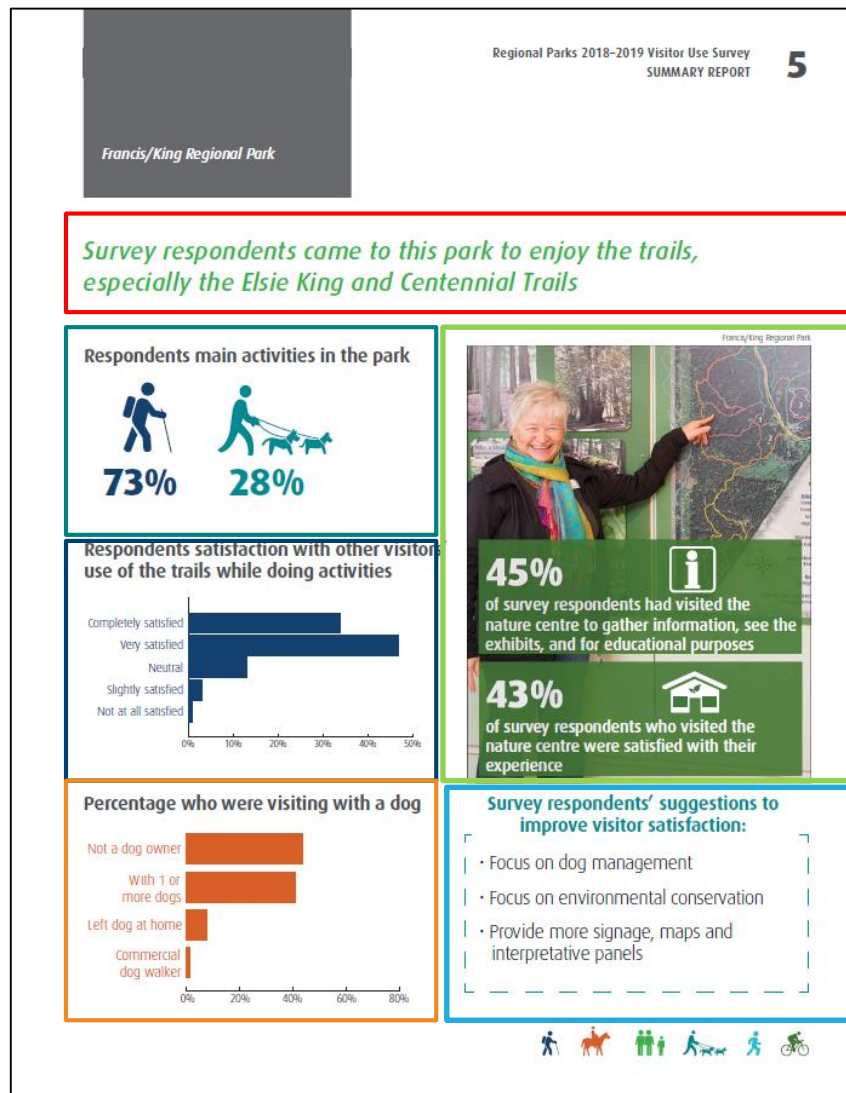 Regional Parks 2018–2019 Visitor Use Survey
SUMMARY REPORT
5
Francis/King Regional Park
Survey respondents came to this park to enjoy the trails,
especially the Elsie King and Centennial Trails
Respondents main activities in the park
73%
28%
Respondents satisfaction with other visitors'
use of the trails while doing activities
Completely satisfied
Very satisfied
Neutral
Slightly satisfied
Not at all satisfied
0% 10% 20% 30% 40% 50%
Percentage who were visiting with a dog
Not a dog owner
With 1 or
more dogs
Left dog at home
Commercial
dog walker
0% 20% 40% 60% 80%
Francis/King Regional Park
45%
of survey respondents had visited the
nature centre to gather information, see the
exhibits, and for educational purposes
43%
of survey respondents who visited the
nature centre were satisfied with their
experience
Survey respondents' suggestions to
improve visitor satisfaction:
· Focus on dog management
· Focus on environmental conservation
· Provide more signage, maps and
interpretative panels